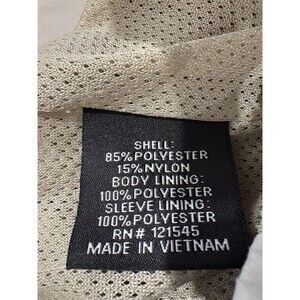 SHELL:
85% POLYESTER
15% NYLON
BODY LINING:
100% POLYESTER
SLEEVE LINING:
100% POLYESTER
RN# 121545
MADE IN VIETNAM